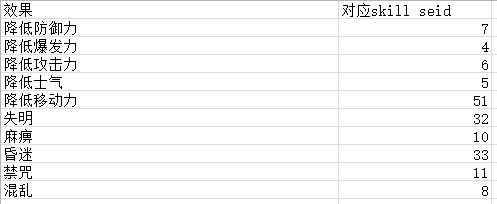 效果 对应skill seid
降低防御力 7
降低爆发力 4
降低攻击力 6
降低士气 5
降低移动力 51
失明 32
麻痹 10
昏迷 33
禁咒 11
混乱 8